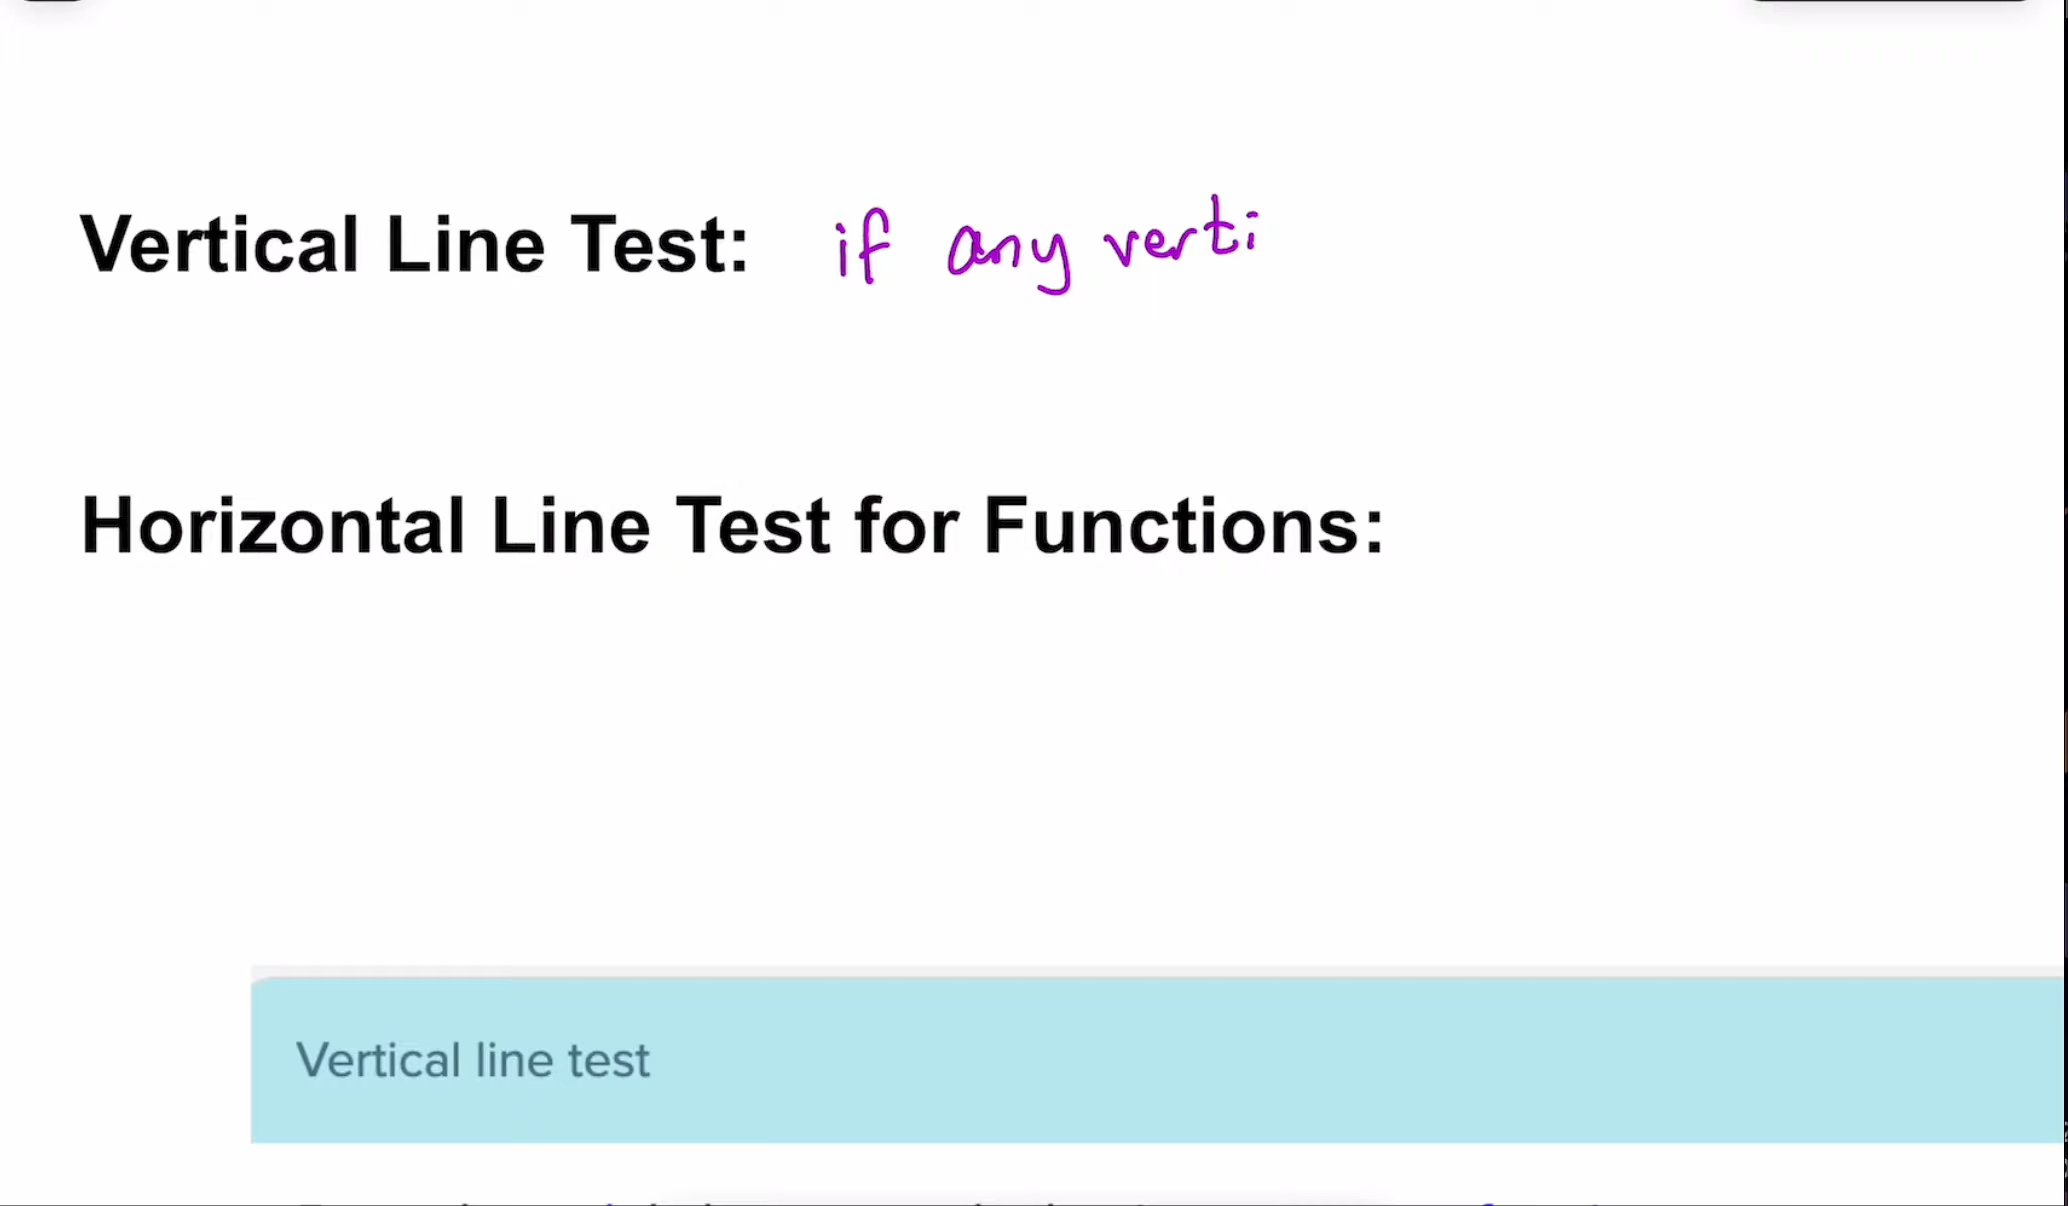 Vertical Line Test: if any verti
Horizontal Line Test for Functions:
Vertical line test